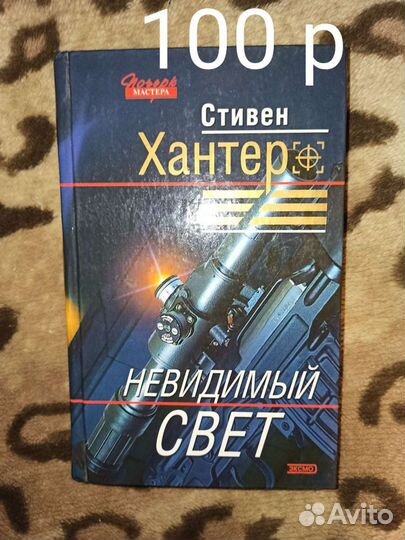 100 р
Почерк
МАСТЕРА
Стивен
Хантер
НЕВИДИМЫЙ
СВЕТ
ЭКСМО
Avito